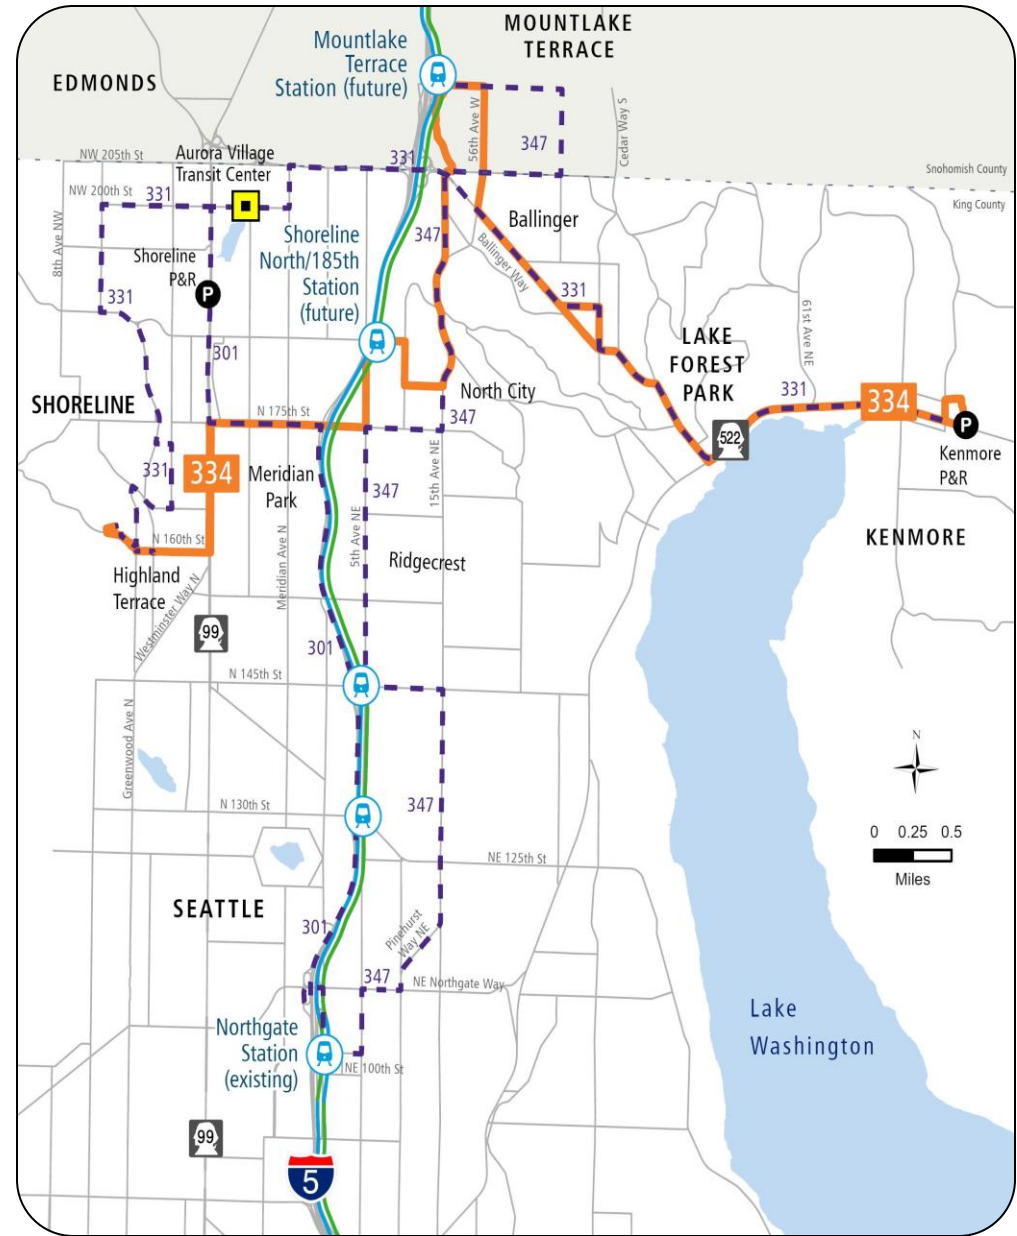 MOUNTLAKE
TERRACE
Mountlake
Terrace
Station (future)
EDMONDS
56th Ave W
347
Cedar Way S
NW 205th St
Aurora Village
Transit Center
331
Snohomish County
NW 200th St
331
King County
8th Ave NW
Shoreline
P&R
P
Shoreline
North/185th
Station
(future)
347
Ballinger
Ballinger Way
331
331
301
61st Ave NE
LAKE
FOREST
PARK
SHORELINE
N 175th St
North City
347
331
334
522
P
Kenmore
P&R
331
334
Meridian
Park
347
15th Ave NE
5th Ave NE
Meridian Ave N
Ridgecrest
KENMORE
N 160th St
Highland
Terrace
Westminster Way N
99
301
N 145th St
Greenwood Ave N
N
347
N 130th St
0 0.25 0.5
Miles
NE 125th St
SEATTLE
301
Pinehurst
Way NE
347
NE Northgate Way
Northgate
Station
(existing)
NE 100th St
Lake
Washington
99
5